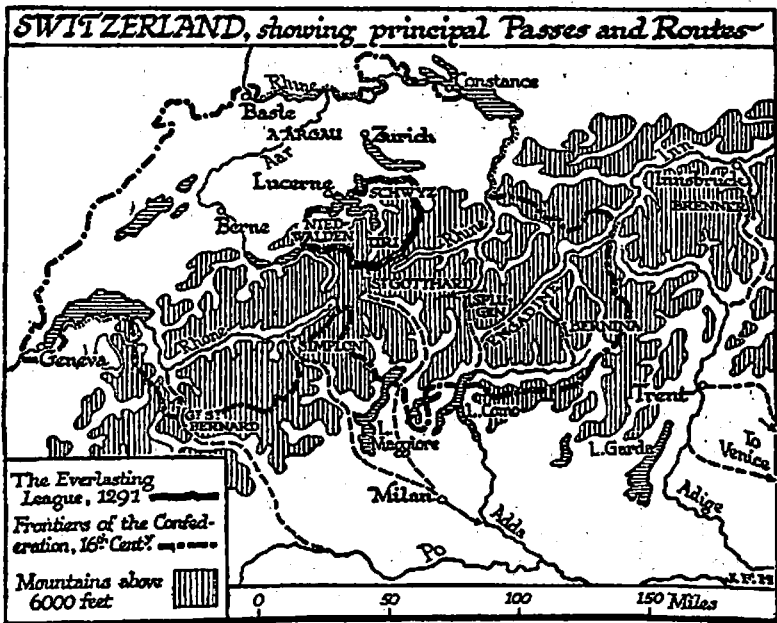 SWITZERLAND, showing principal Passes and Routes
Constance
Rhine
Basle
AARGAU
Zurich
Aar
Inn
Innsbruck
BRENNER
Lucerne
SCHWYZ
Berne
NIED-
WALDEN
URI
Rhine
ST GOTTHARD
SPLU-
GEN
ENGADINE
BERNINA
Rhone
SIMPLON
Geneva
GT ST
BERNARD
L. Como
Trent
L.
Maggiore
L. Garda
To
Venice
Milan
Adda
Adige
Po
The Everlasting
League, 1291
Frontiers of the Confed-
eration, 16th Centy.
Mountains above
6000 feet
0 50 100 150 Miles